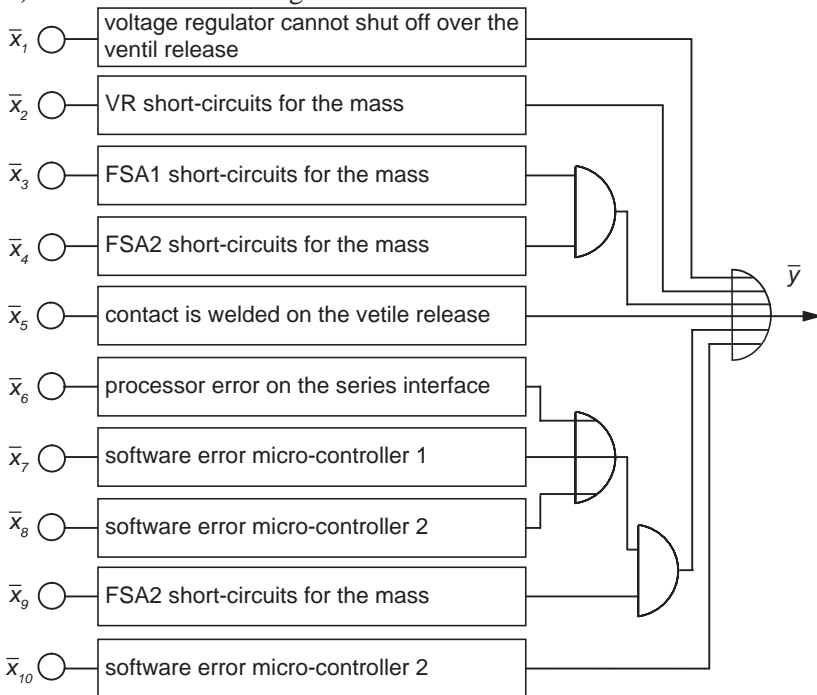 x̄1 voltage regulator cannot shut off over the
ventil release
x̄2 VR short-circuits for the mass
x̄3 FSA1 short-circuits for the mass
x̄4 FSA2 short-circuits for the mass
ȳ
x̄5 contact is welded on the vetile release
x̄6 processor error on the series interface
x̄7 software error micro-controller 1
x̄8 software error micro-controller 2
x̄9 FSA2 short-circuits for the mass
x̄10 software error micro-controller 2